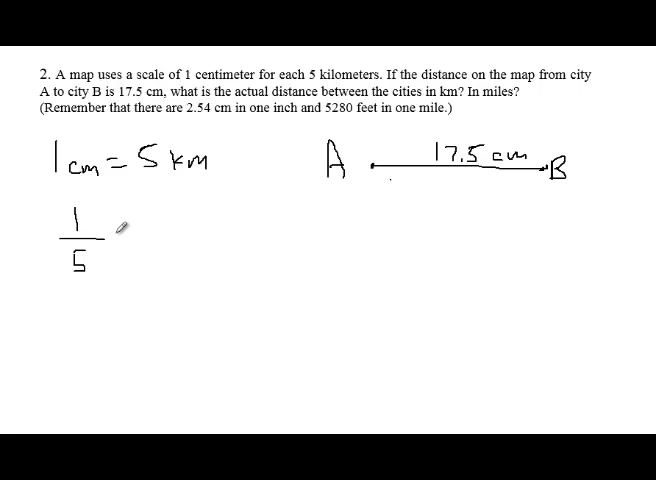 2. A map uses a scale of 1 centimeter for each 5 kilometers. If the distance on the map from city
A to city B is 17.5 cm, what is the actual distance between the cities in km? In miles?
(Remember that there are 2.54 cm in one inch and 5280 feet in one mile.)
1 cm = 5 km
A 17.5 cm B
1
5